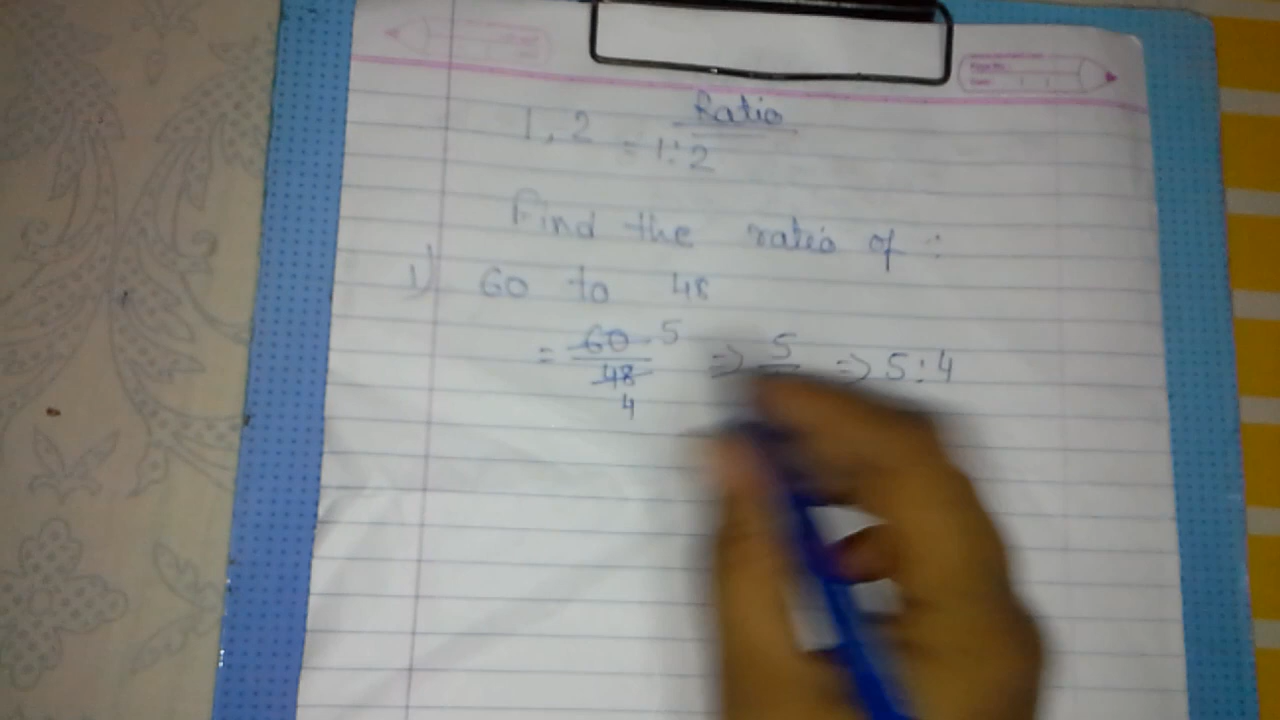 Ratio
1, 2 = 1:2
Find the ratio of :
1) 60 to 48
= 60 5 => 5 => 5:4
48
4